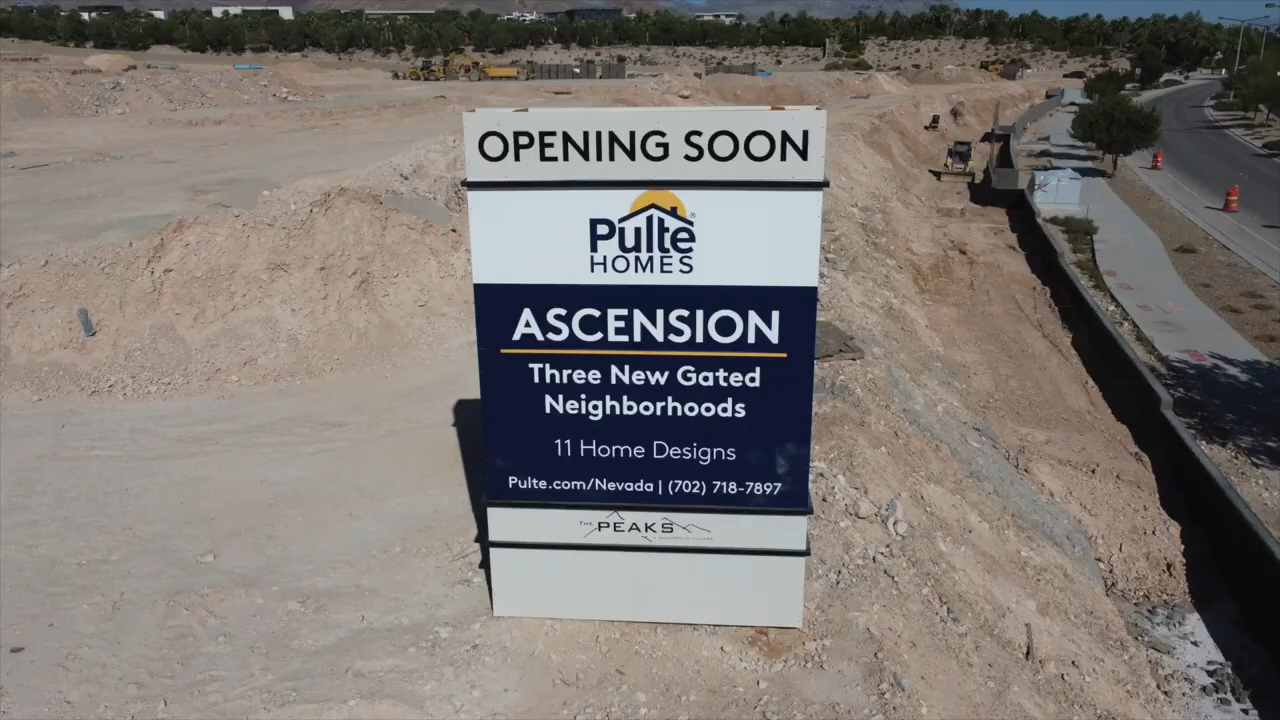 OPENING SOON
Pulte®
HOMES
ASCENSION
Three New Gated
Neighborhoods
11 Home Designs
Pulte.com/Nevada | (702) 718-7897
THE PEAKS